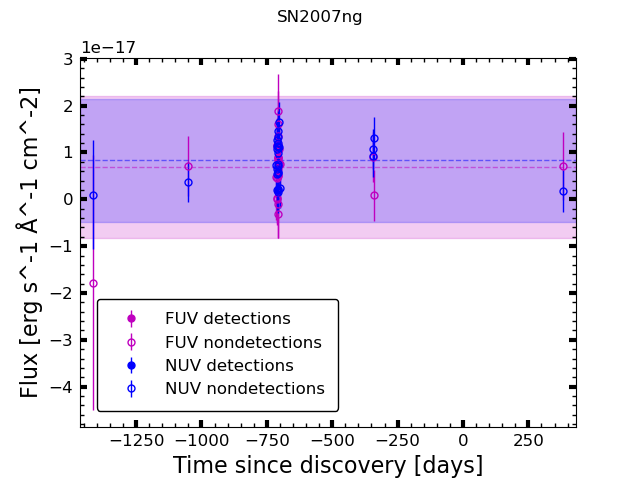 SN2007ng
1e−17
3
2
1
0
−1
−2
−3
−4
Flux [erg s^-1 Å^-1 cm^-2]
FUV detections
FUV nondetections
NUV detections
NUV nondetections
−1250 −1000 −750 −500 −250 0 250
Time since discovery [days]